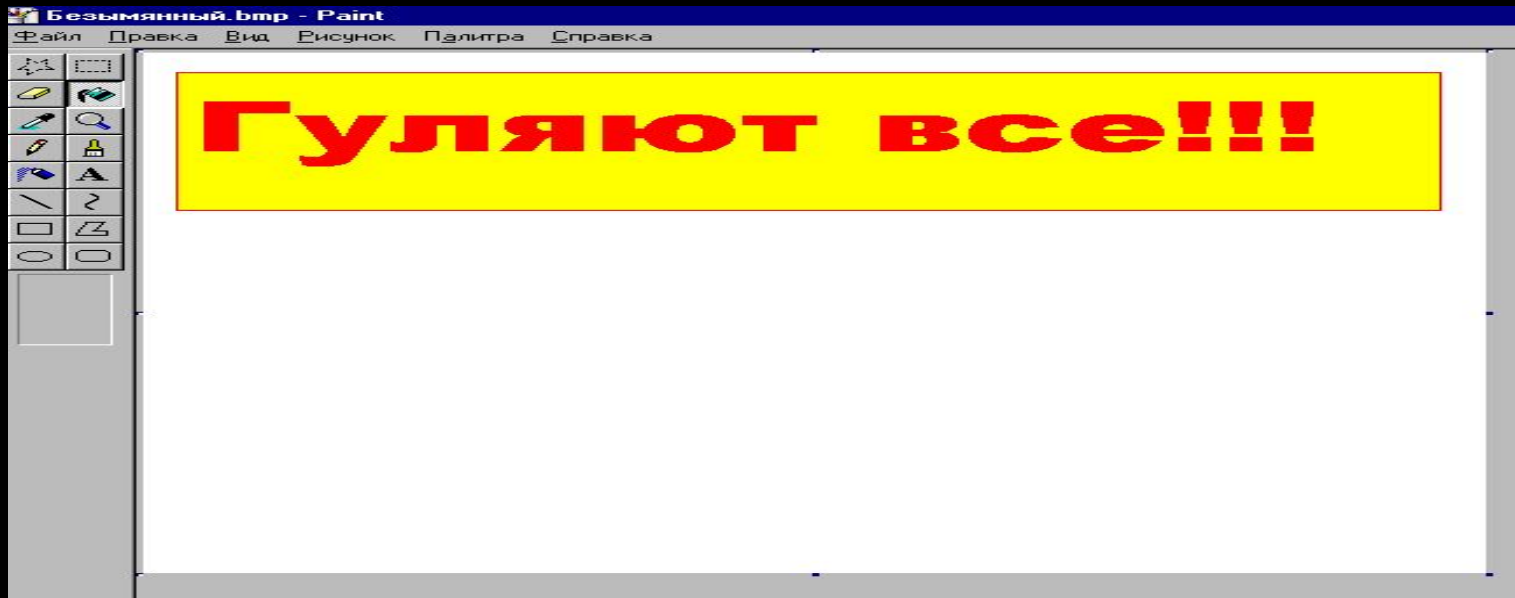 Безымянный.bmp - Paint
Файл Правка Вид Рисунок Палитра Справка
A
Гуляют все!!!